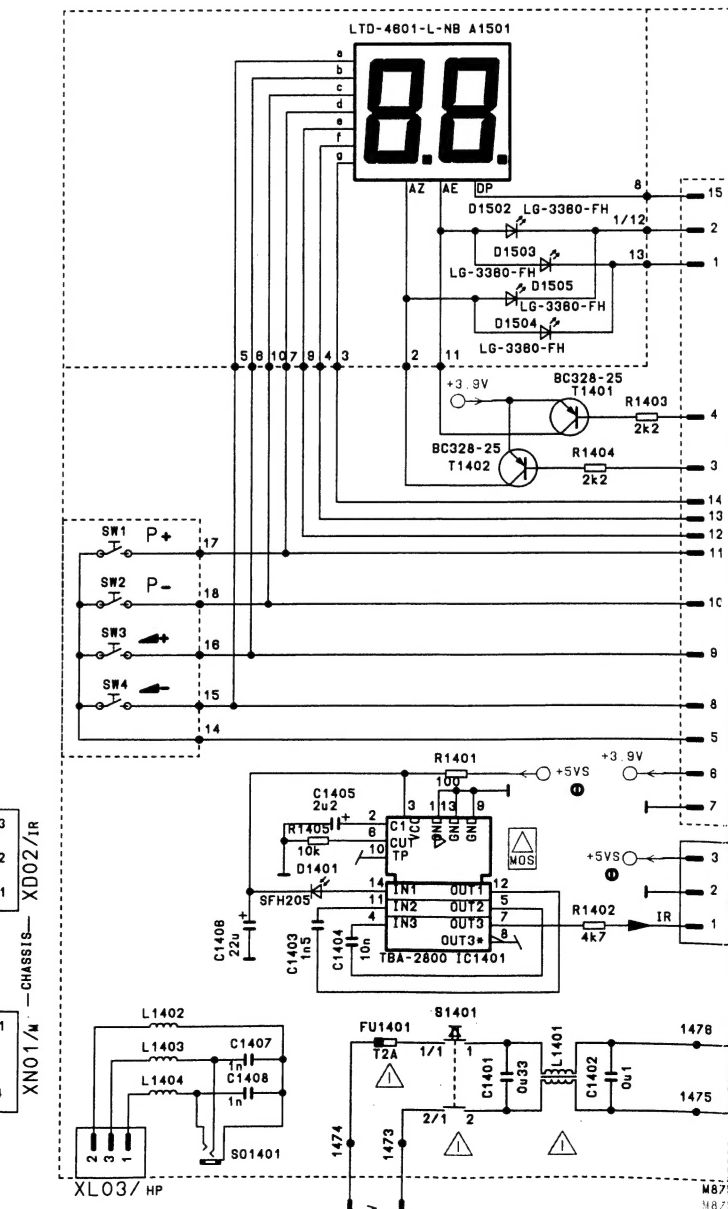 LTD-4601-L-NB A1501
a
b
c
d
e
f
g
AZ AE DP
8
15
D1502 LG-3360-FH
1/12
2
D1503
13
1
LG-3360-FH
D1505
LG-3360-FH
D1504
LG-3360-FH
5 6 10 7 9 4 3 2 11
+3.9V
BC328-25
T1401
R1403
2k2
4
BC328-25
T1402
R1404
2k2
3
14
13
12
11
SW1 P+
17
SW2 P-
18
10
SW3 +
16
9
SW4 -
15
8
14
5
R1401
100
+5VS
+3.9V
6
7
C1405
2u2
+
2
3 1 13 9
C1
VCC
GND
GND
GND
R1405
10k
6
CUT
10
TP
MOS
+5VS
3
2
D1401
SFH205
14
IN1 OUT1
12
11
IN2 OUT2
5
4
IN3 OUT3
7
OUT3*
8
R1402
4k7
IR
1
TBA-2800 IC1401
+
C1406
22u
C1403
1n5
C1404
10n
3
2
1
XD02/IR
CHASSIS
XN01/M
1
L1402
L1403
L1404
C1407
1n
C1408
1n
SO1401
2 3 1
XL03/HP
S1401
FU1401
T2A
1/1 1
2/1 2
C1401
0u33
L1401
C1402
0u1
1476
1475
1474
1473
M87